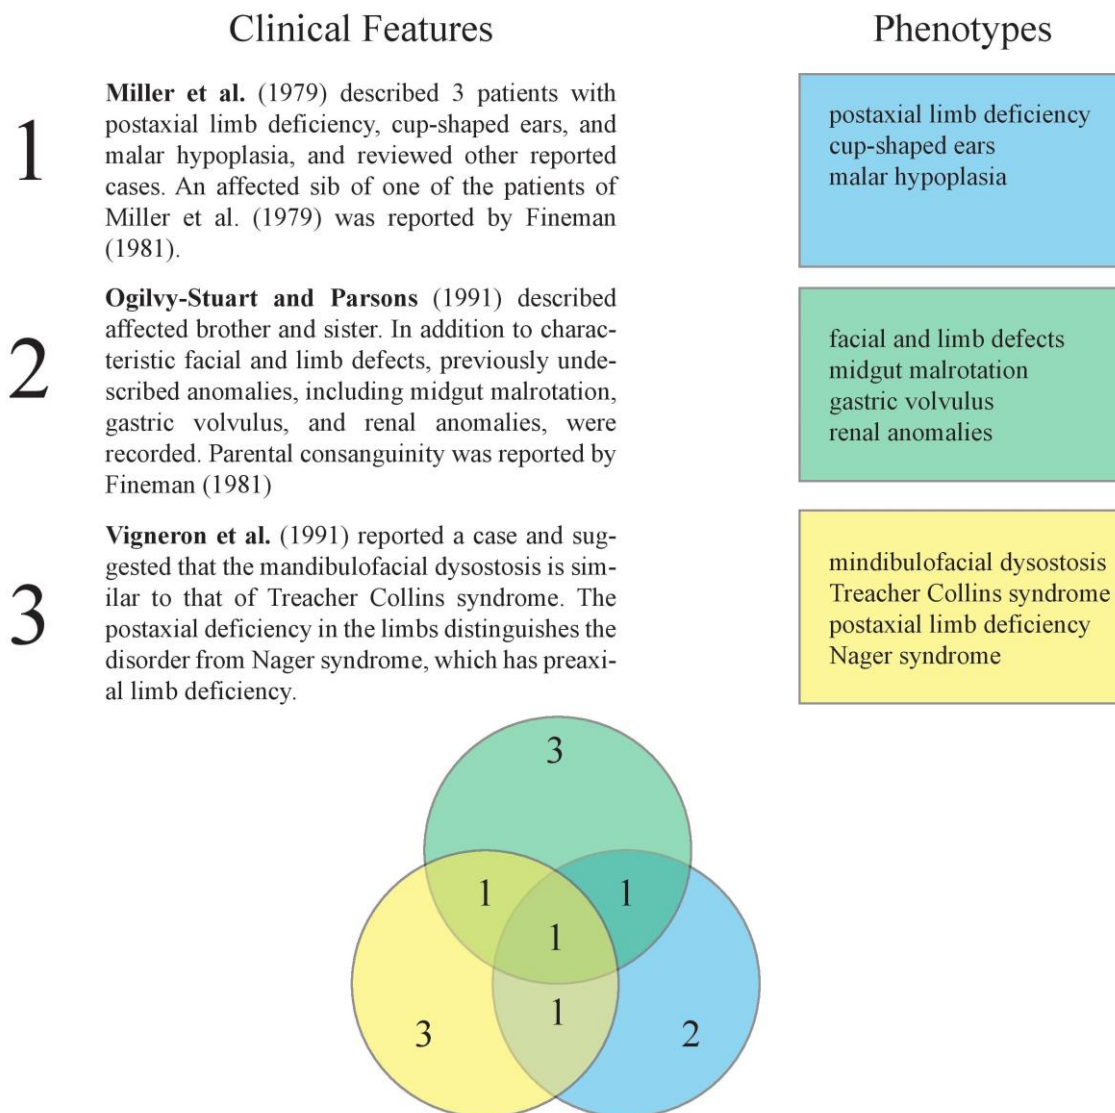 Clinical Features
Phenotypes
1
Miller et al. (1979) described 3 patients with
postaxial limb deficiency, cup-shaped ears, and
malar hypoplasia, and reviewed other reported
cases. An affected sib of one of the patients of
Miller et al. (1979) was reported by Fineman
(1981).
postaxial limb deficiency
cup-shaped ears
malar hypoplasia
2
Ogilvy-Stuart and Parsons (1991) described
affected brother and sister. In addition to charac-
teristic facial and limb defects, previously unde-
scribed anomalies, including midgut malrotation,
gastric volvulus, and renal anomalies, were
recorded. Parental consanguinity was reported by
Fineman (1981)
facial and limb defects
midgut malrotation
gastric volvulus
renal anomalies
3
Vigneron et al. (1991) reported a case and sug-
gested that the mandibulofacial dysostosis is sim-
ilar to that of Treacher Collins syndrome. The
postaxial deficiency in the limbs distinguishes the
disorder from Nager syndrome, which has preaxi-
al limb deficiency.
mindibulofacial dysostosis
Treacher Collins syndrome
postaxial limb deficiency
Nager syndrome
3
1 1
1
1
3 2